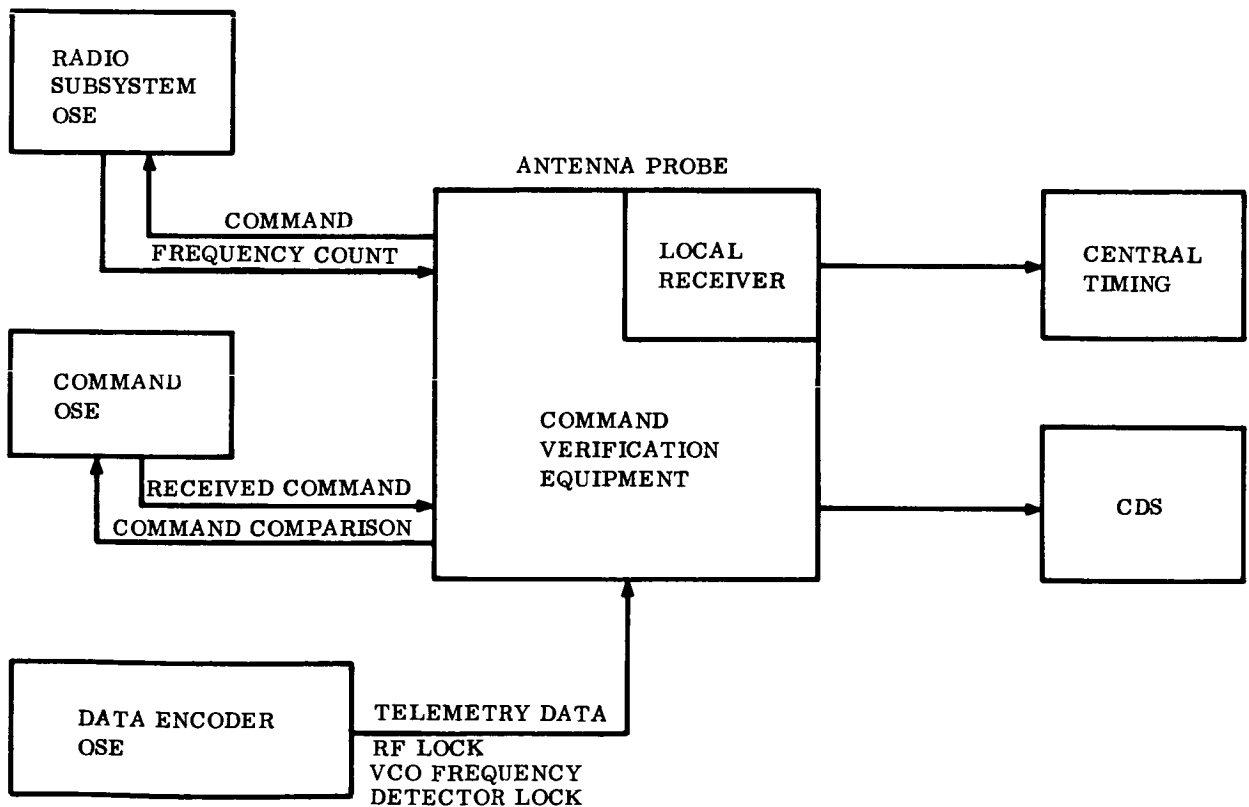 RADIO
SUBSYSTEM
OSE
ANTENNA PROBE
COMMAND
FREQUENCY COUNT
LOCAL
RECEIVER
CENTRAL
TIMING
COMMAND
OSE
COMMAND
VERIFICATION
EQUIPMENT
RECEIVED COMMAND
COMMAND COMPARISON
CDS
DATA ENCODER
OSE
TELEMETRY DATA
RF LOCK
VCO FREQUENCY
DETECTOR LOCK